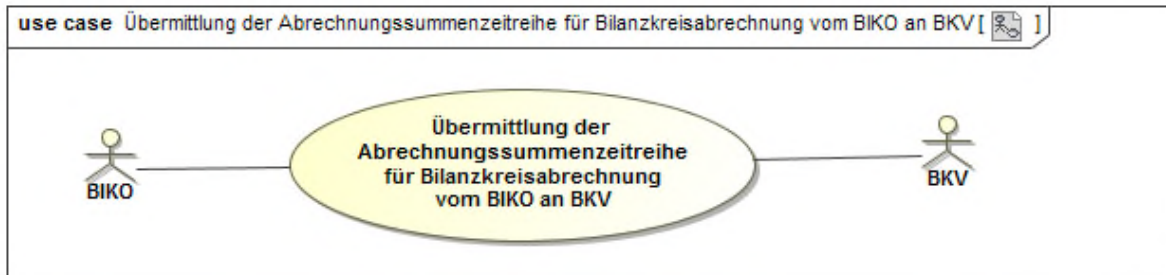 use case Übermittlung der Abrechnungssummenzeitreihe für Bilanzkreisabrechnung vom BIKO an BKV [ ]
Übermittlung der
Abrechnungssummenzeitreihe
für Bilanzkreisabrechnung
vom BIKO an BKV
BIKO
BKV